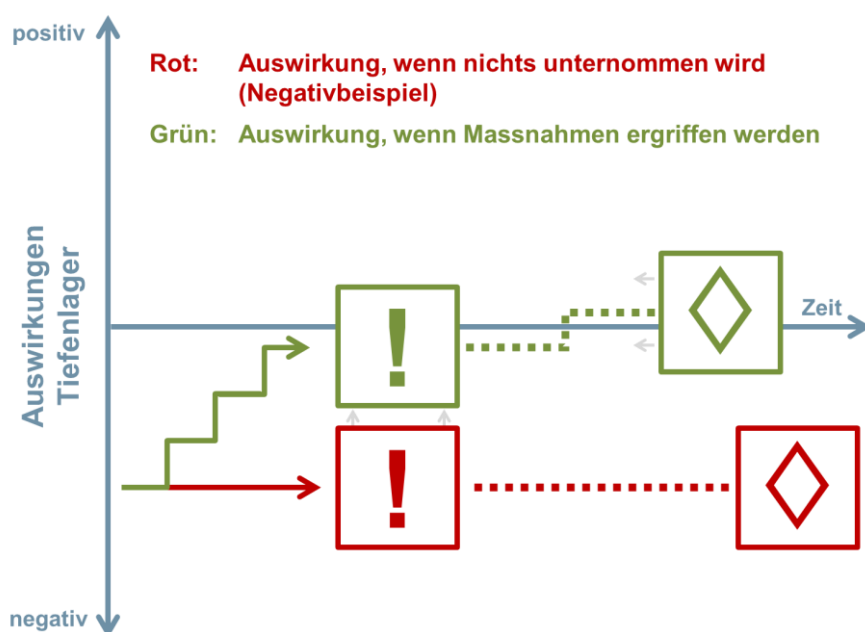 positiv
Rot: Auswirkung, wenn nichts unternommen wird
(Negativbeispiel)
Grün: Auswirkung, wenn Massnahmen ergriffen werden
Auswirkungen
Tiefenlager
Zeit
!
!
negativ